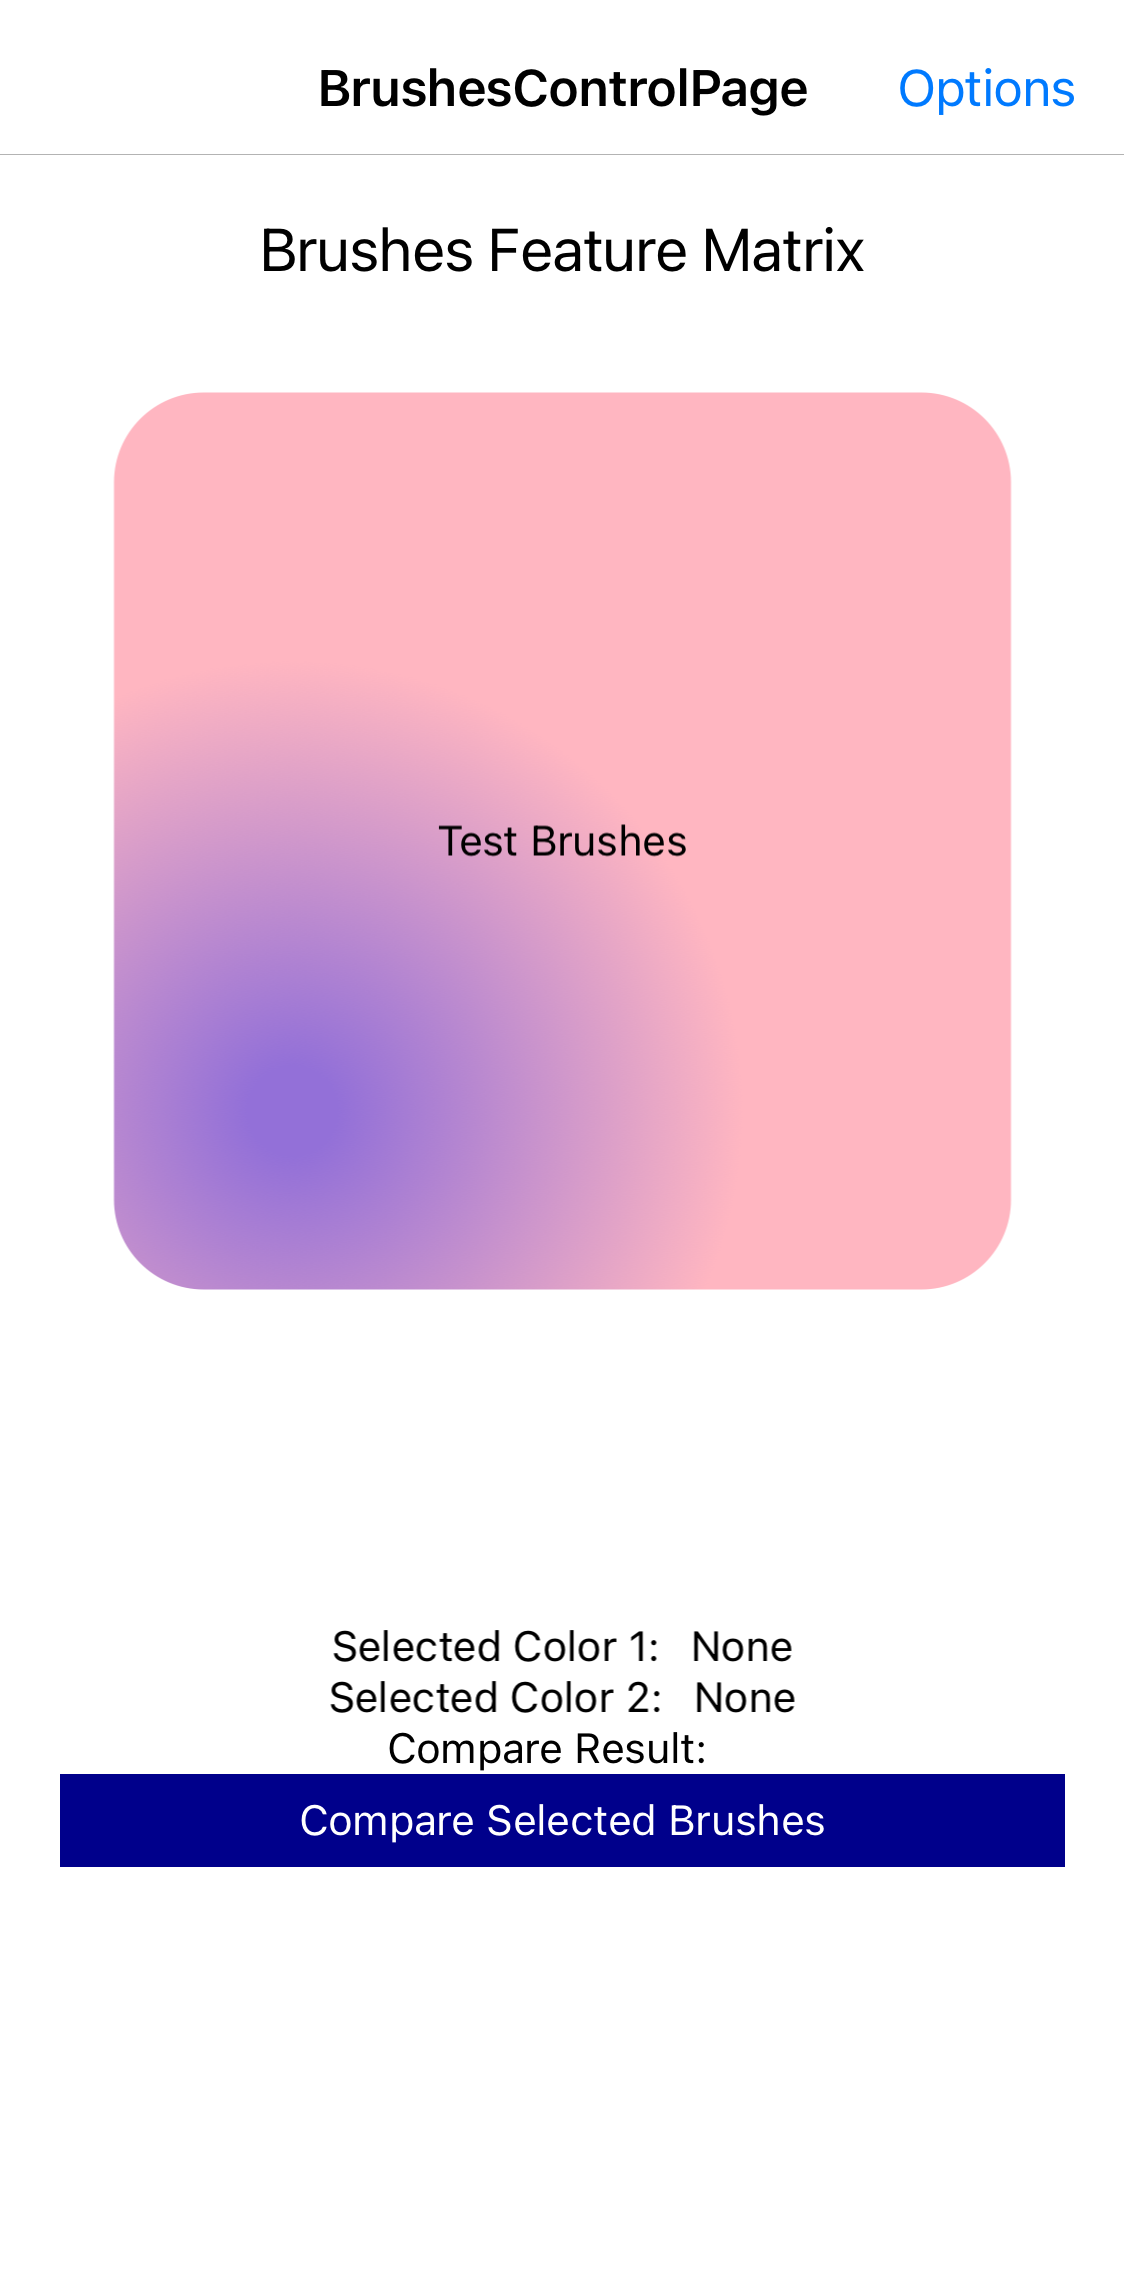 BrushesControlPage Options
Brushes Feature Matrix
Test Brushes
Selected Color 1: None
Selected Color 2: None
Compare Result:
Compare Selected Brushes